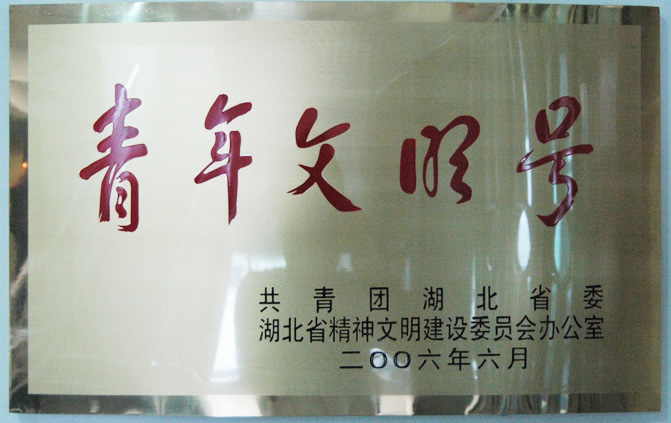 青年文明号
共青团湖北省委
湖北省精神文明建设委员会办公室
二〇〇六年六月